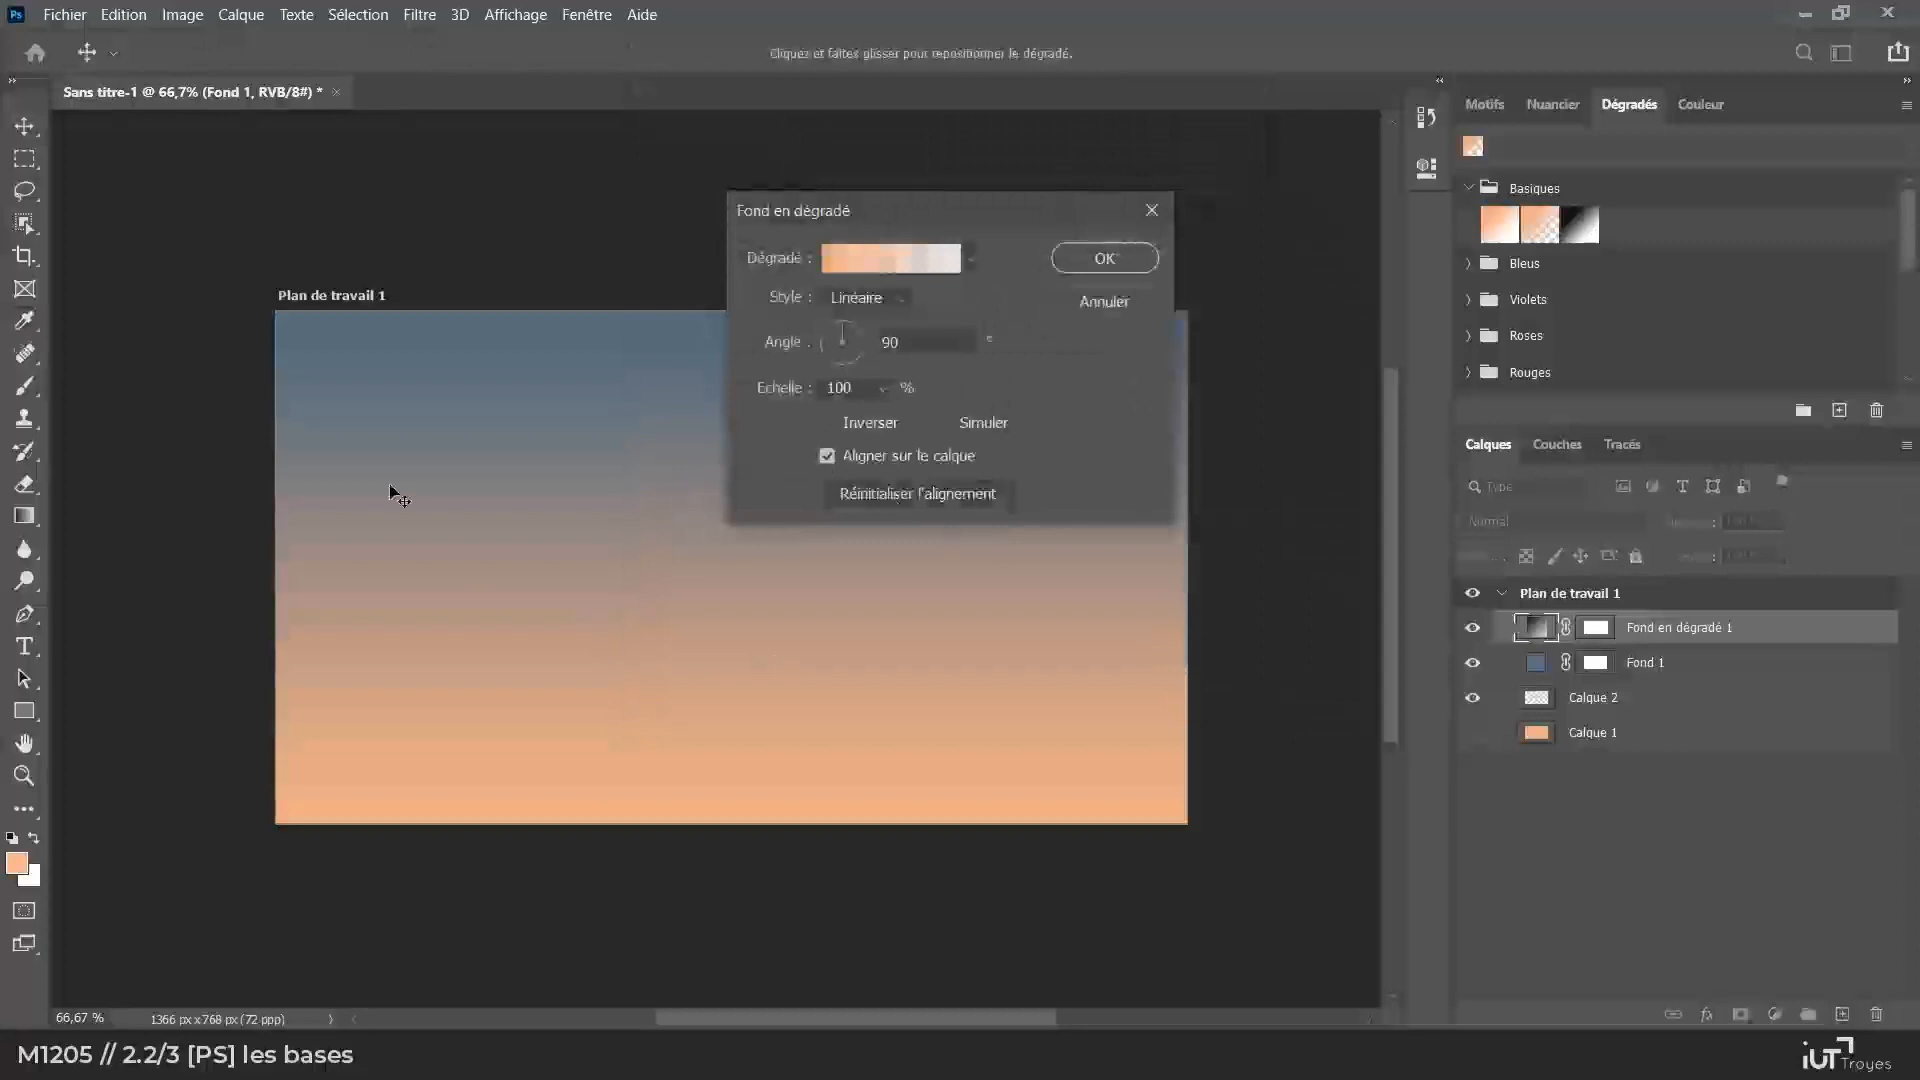 Ps Fichier Edition Image Calque Texte Sélection Filtre 3D Affichage Fenêtre Aide
Cliquez et faites glisser pour repositionner le dégradé.
Sans titre-1 @ 66,7% (Fond 1, RVB/8#) *
Motifs Nuancier Dégradés Couleur
Basiques
Bleus
Violets
Roses
Rouges
Plan de travail 1
Fond en dégradé
Dégradé :
OK
Style : Linéaire
Annuler
Angle : 90 °
Echelle : 100 %
Inverser Simuler
Aligner sur le calque
Réinitialiser l'alignement
Calques Couches Tracés
Type
Normal
Plan de travail 1
Fond en dégradé 1
Fond 1
Calque 2
Calque 1
66,67 % 1366 px x 768 px (72 ppp)
M1205 // 2.2/3 [PS] les bases
iUT Troyes